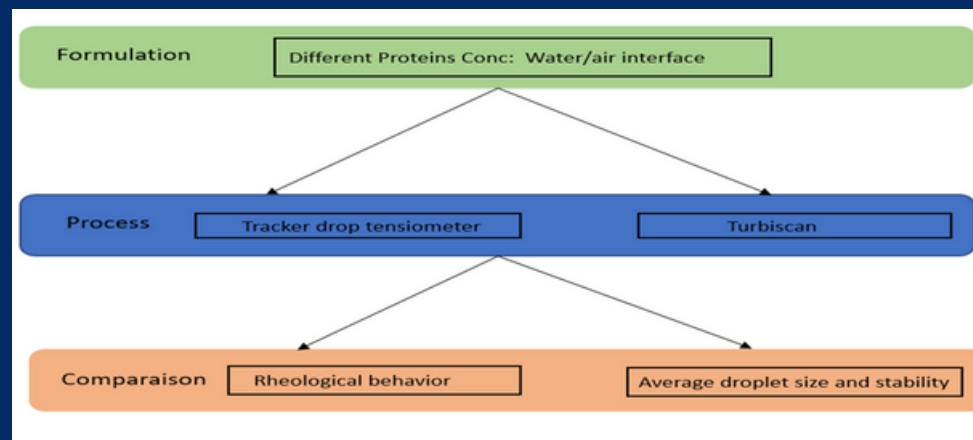 Formulation
Different Proteins Conc: Water/air interface
Process
Tracker drop tensiometer
Turbiscan
Comparaison
Rheological behavior
Average droplet size and stability